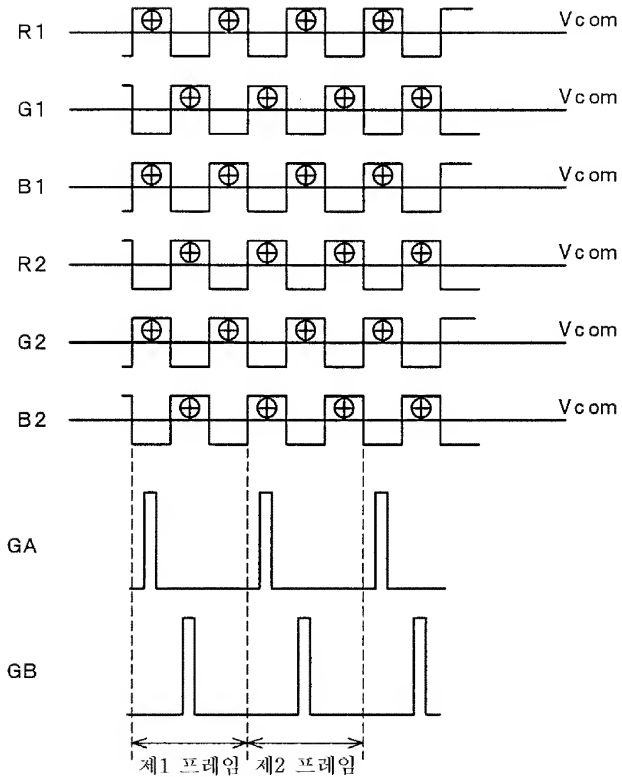 R1 Vcom
G1 Vcom
B1 Vcom
R2 Vcom
G2 Vcom
B2 Vcom
GA
GB
제1 프레임 제2 프레임